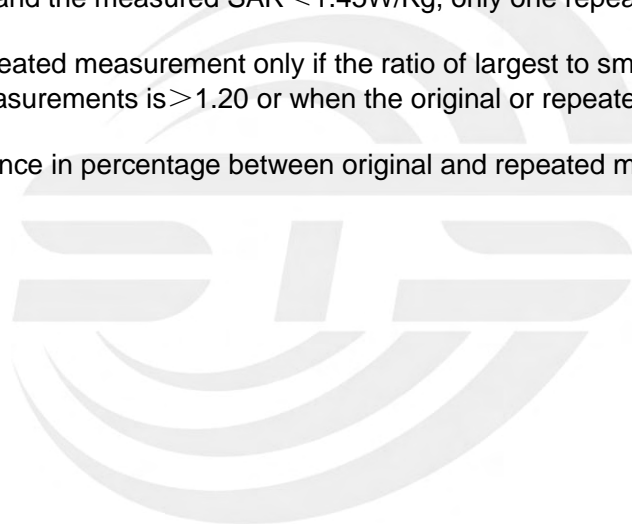 and the measured SAR <1.45W/Kg, only one repea
eated measurement only if the ratio of largest to sm
asurements is＞1.20 or when the original or repeate
nce in percentage between original and repeated m
STS